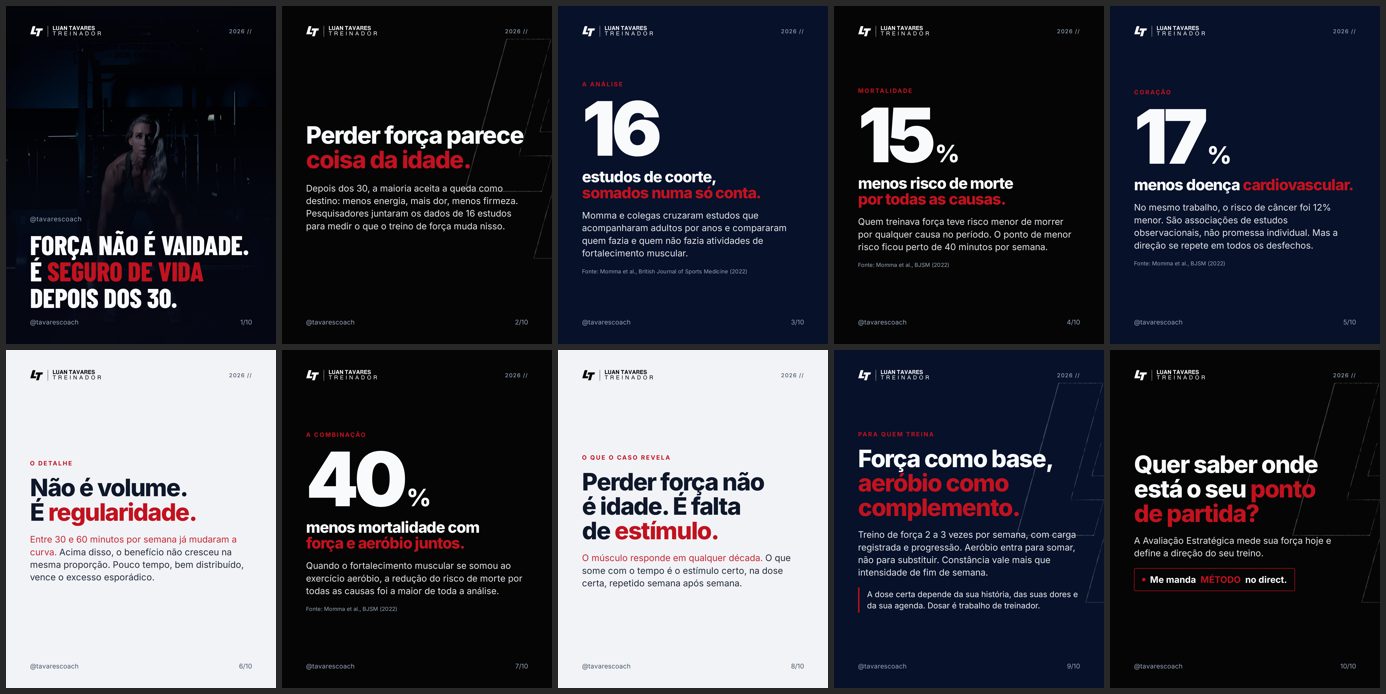 LT | LUAN TAVARES
TREINADOR
2026 //
@tavarescoach
FORÇA NÃO É VAIDADE.
É SEGURO DE VIDA
DEPOIS DOS 30.
@tavarescoach
1/10
LT | LUAN TAVARES
TREINADOR
2026 //
Perder força parece
coisa da idade.
Depois dos 30, a maioria aceita a queda como
destino: menos energia, mais dor, menos firmeza.
Pesquisadores juntaram os dados de 16 estudos
para medir o que o treino de força muda nisso.
@tavarescoach
2/10
LT | LUAN TAVARES
TREINADOR
2026 //
A ANÁLISE
16
estudos de coorte,
somados numa só conta.
Momma e colegas cruzaram estudos que
acompanharam adultos por anos e compararam
quem fazia e quem não fazia atividades de
fortalecimento muscular.
Fonte: Momma et al., British Journal of Sports Medicine (2022)
@tavarescoach
3/10
LT | LUAN TAVARES
TREINADOR
2026 //
MORTALIDADE
15%
menos risco de morte
por todas as causas.
Quem treinava força teve risco menor de morrer
por qualquer causa no período. O ponto de menor
risco ficou perto de 40 minutos por semana.
Fonte: Momma et al., BJSM (2022)
@tavarescoach
4/10
LT | LUAN TAVARES
TREINADOR
2026 //
CORAÇÃO
17%
menos doença cardiovascular.
No mesmo trabalho, o risco de câncer foi 12%
menor. São associações de estudos
observacionais, não promessa individual. Mas a
direção se repete em todos os desfechos.
Fonte: Momma et al., BJSM (2022)
@tavarescoach
5/10
LT | LUAN TAVARES
TREINADOR
2026 //
O DETALHE
Não é volume.
É regularidade.
Entre 30 e 60 minutos por semana já mudaram a
curva. Acima disso, o benefício não cresceu na
mesma proporção. Pouco tempo, bem distribuído,
vence o excesso esporádico.
@tavarescoach
6/10
LT | LUAN TAVARES
TREINADOR
2026 //
A COMBINAÇÃO
40%
menos mortalidade com
força e aeróbio juntos.
Quando o fortalecimento muscular se somou ao
exercício aeróbio, a redução do risco de morte por
todas as causas foi a maior de toda a análise.
Fonte: Momma et al., BJSM (2022)
@tavarescoach
7/10
LT | LUAN TAVARES
TREINADOR
2026 //
O QUE O CASO REVELA
Perder força não
é idade. É falta
de estímulo.
O músculo responde em qualquer década. O que
some com o tempo é o estímulo certo, na dose
certa, repetido semana após semana.
@tavarescoach
8/10
LT | LUAN TAVARES
TREINADOR
2026 //
PARA QUEM TREINA
Força como base,
aeróbio como
complemento.
Treino de força 2 a 3 vezes por semana, com carga
registrada e progressão. Aeróbio entra para somar,
não para substituir. Constância vale mais que
intensidade de fim de semana.
A dose certa depende da sua história, das suas dores e
da sua agenda. Dosar é trabalho de treinador.
@tavarescoach
9/10
LT | LUAN TAVARES
TREINADOR
2026 //
Quer saber onde
está o seu ponto
de partida?
A Avaliação Estratégica mede sua força hoje e
define a direção do seu treino.
• Me manda MÉTODO no direct.
@tavarescoach
10/10